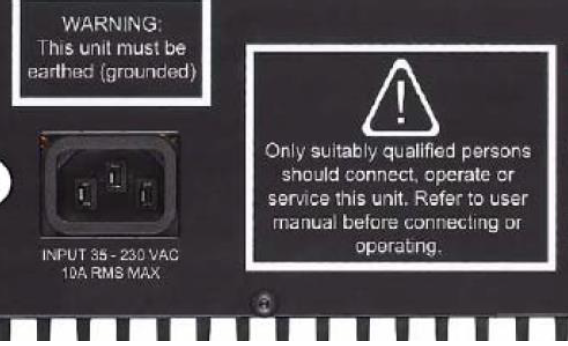 WARNING:
This unit must be
earthed (grounded)
!
Only suitably qualified persons
should connect, operate or
service this unit. Refer to user
manual before connecting or
operating.
INPUT 35 - 230 VAC
10A RMS MAX